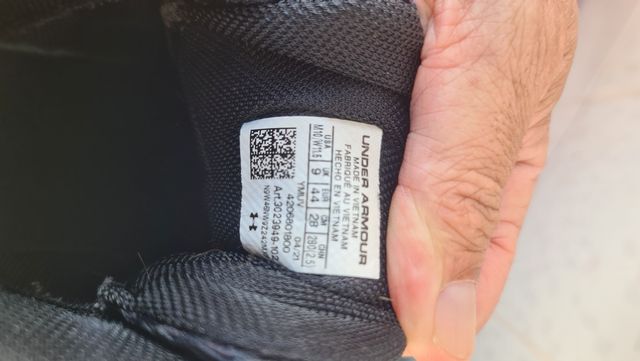 UNDER ARMOUR
MADE IN VIETNAM
FABRIQUÉ AU VIETNAM
HECHO EN VIETNAM
USA UK EUR CM CHN
M10/W11.5 9 44 28 280(2.5)
YMUV 04/21
4206801800
Art.3023949-102